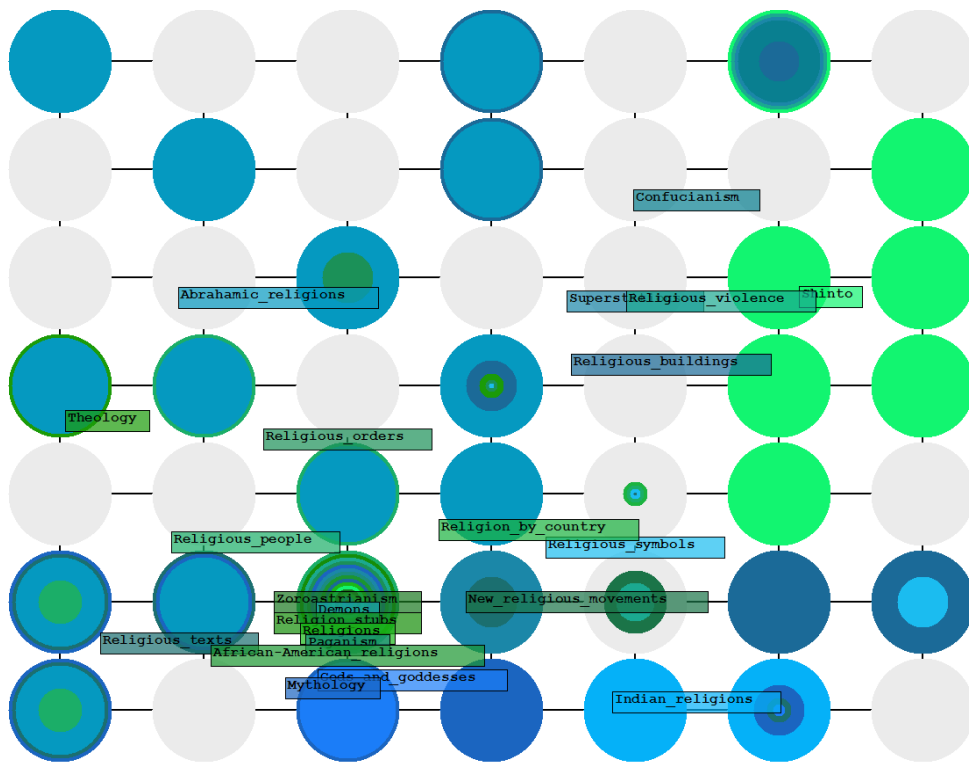 Confucianism
Abrahamic_religions
Superst
Religious_violence
Shinto
Religious_buildings
Theology
Religious_orders
Religion_by_country
Religious_people
Religious_symbols
Zoroastrianism
New_religious_movements
Demons
Religion_stubs
Religions
Religious_texts
Paganism
African-American_religions
Gods_and_goddesses
Mythology
Indian_religions